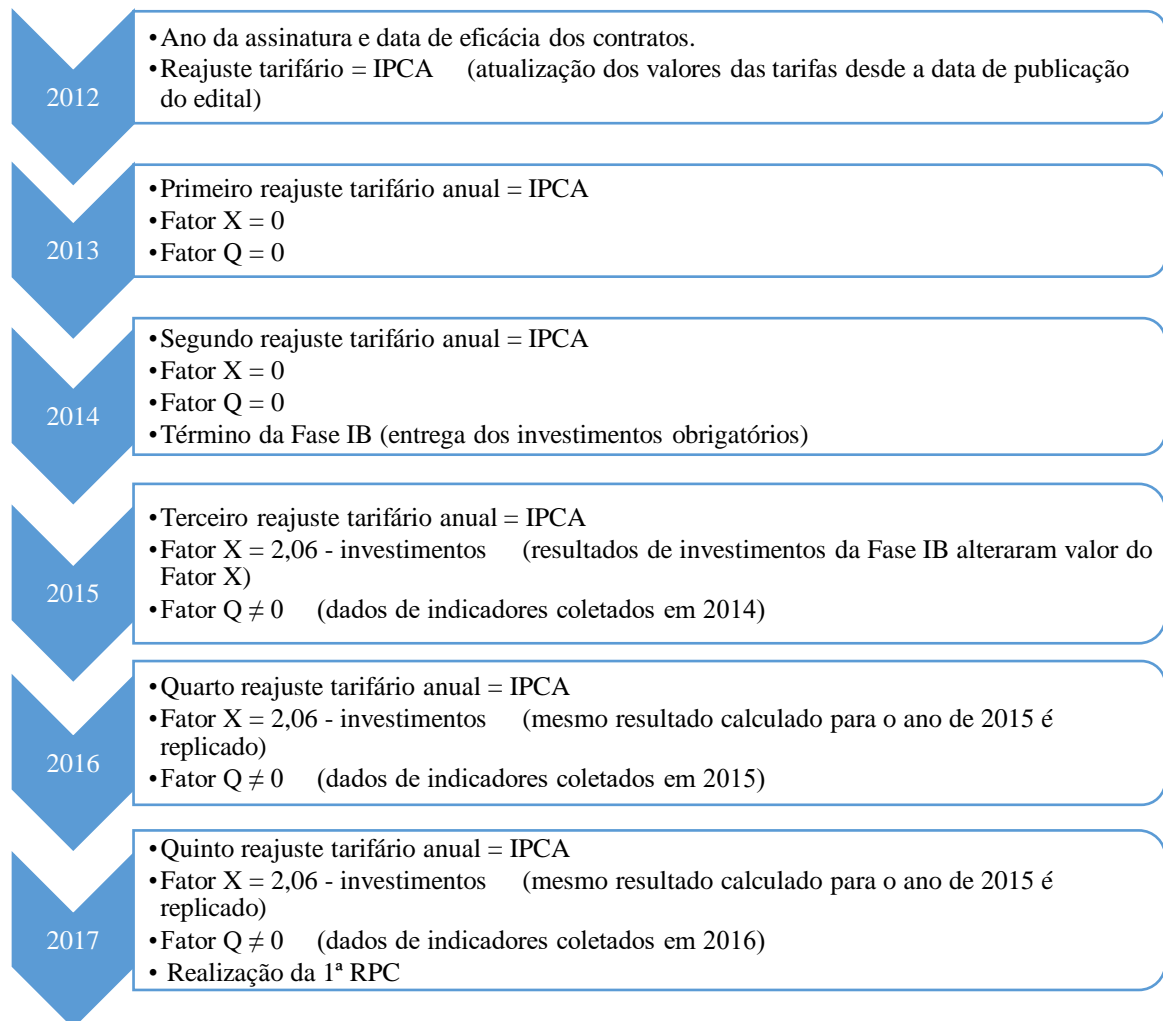 2012
•Ano da assinatura e data de eficácia dos contratos.
•Reajuste tarifário = IPCA (atualização dos valores das tarifas desde a data de publicação
do edital)
2013
•Primeiro reajuste tarifário anual = IPCA
•Fator X = 0
•Fator Q = 0
2014
•Segundo reajuste tarifário anual = IPCA
•Fator X = 0
•Fator Q = 0
•Término da Fase IB (entrega dos investimentos obrigatórios)
2015
•Terceiro reajuste tarifário anual = IPCA
•Fator X = 2,06 - investimentos (resultados de investimentos da Fase IB alteraram valor do
Fator X)
•Fator Q ≠ 0 (dados de indicadores coletados em 2014)
2016
•Quarto reajuste tarifário anual = IPCA
•Fator X = 2,06 - investimentos (mesmo resultado calculado para o ano de 2015 é
replicado)
•Fator Q ≠ 0 (dados de indicadores coletados em 2015)
2017
•Quinto reajuste tarifário anual = IPCA
•Fator X = 2,06 - investimentos (mesmo resultado calculado para o ano de 2015 é
replicado)
•Fator Q ≠ 0 (dados de indicadores coletados em 2016)
• Realização da 1ª RPC